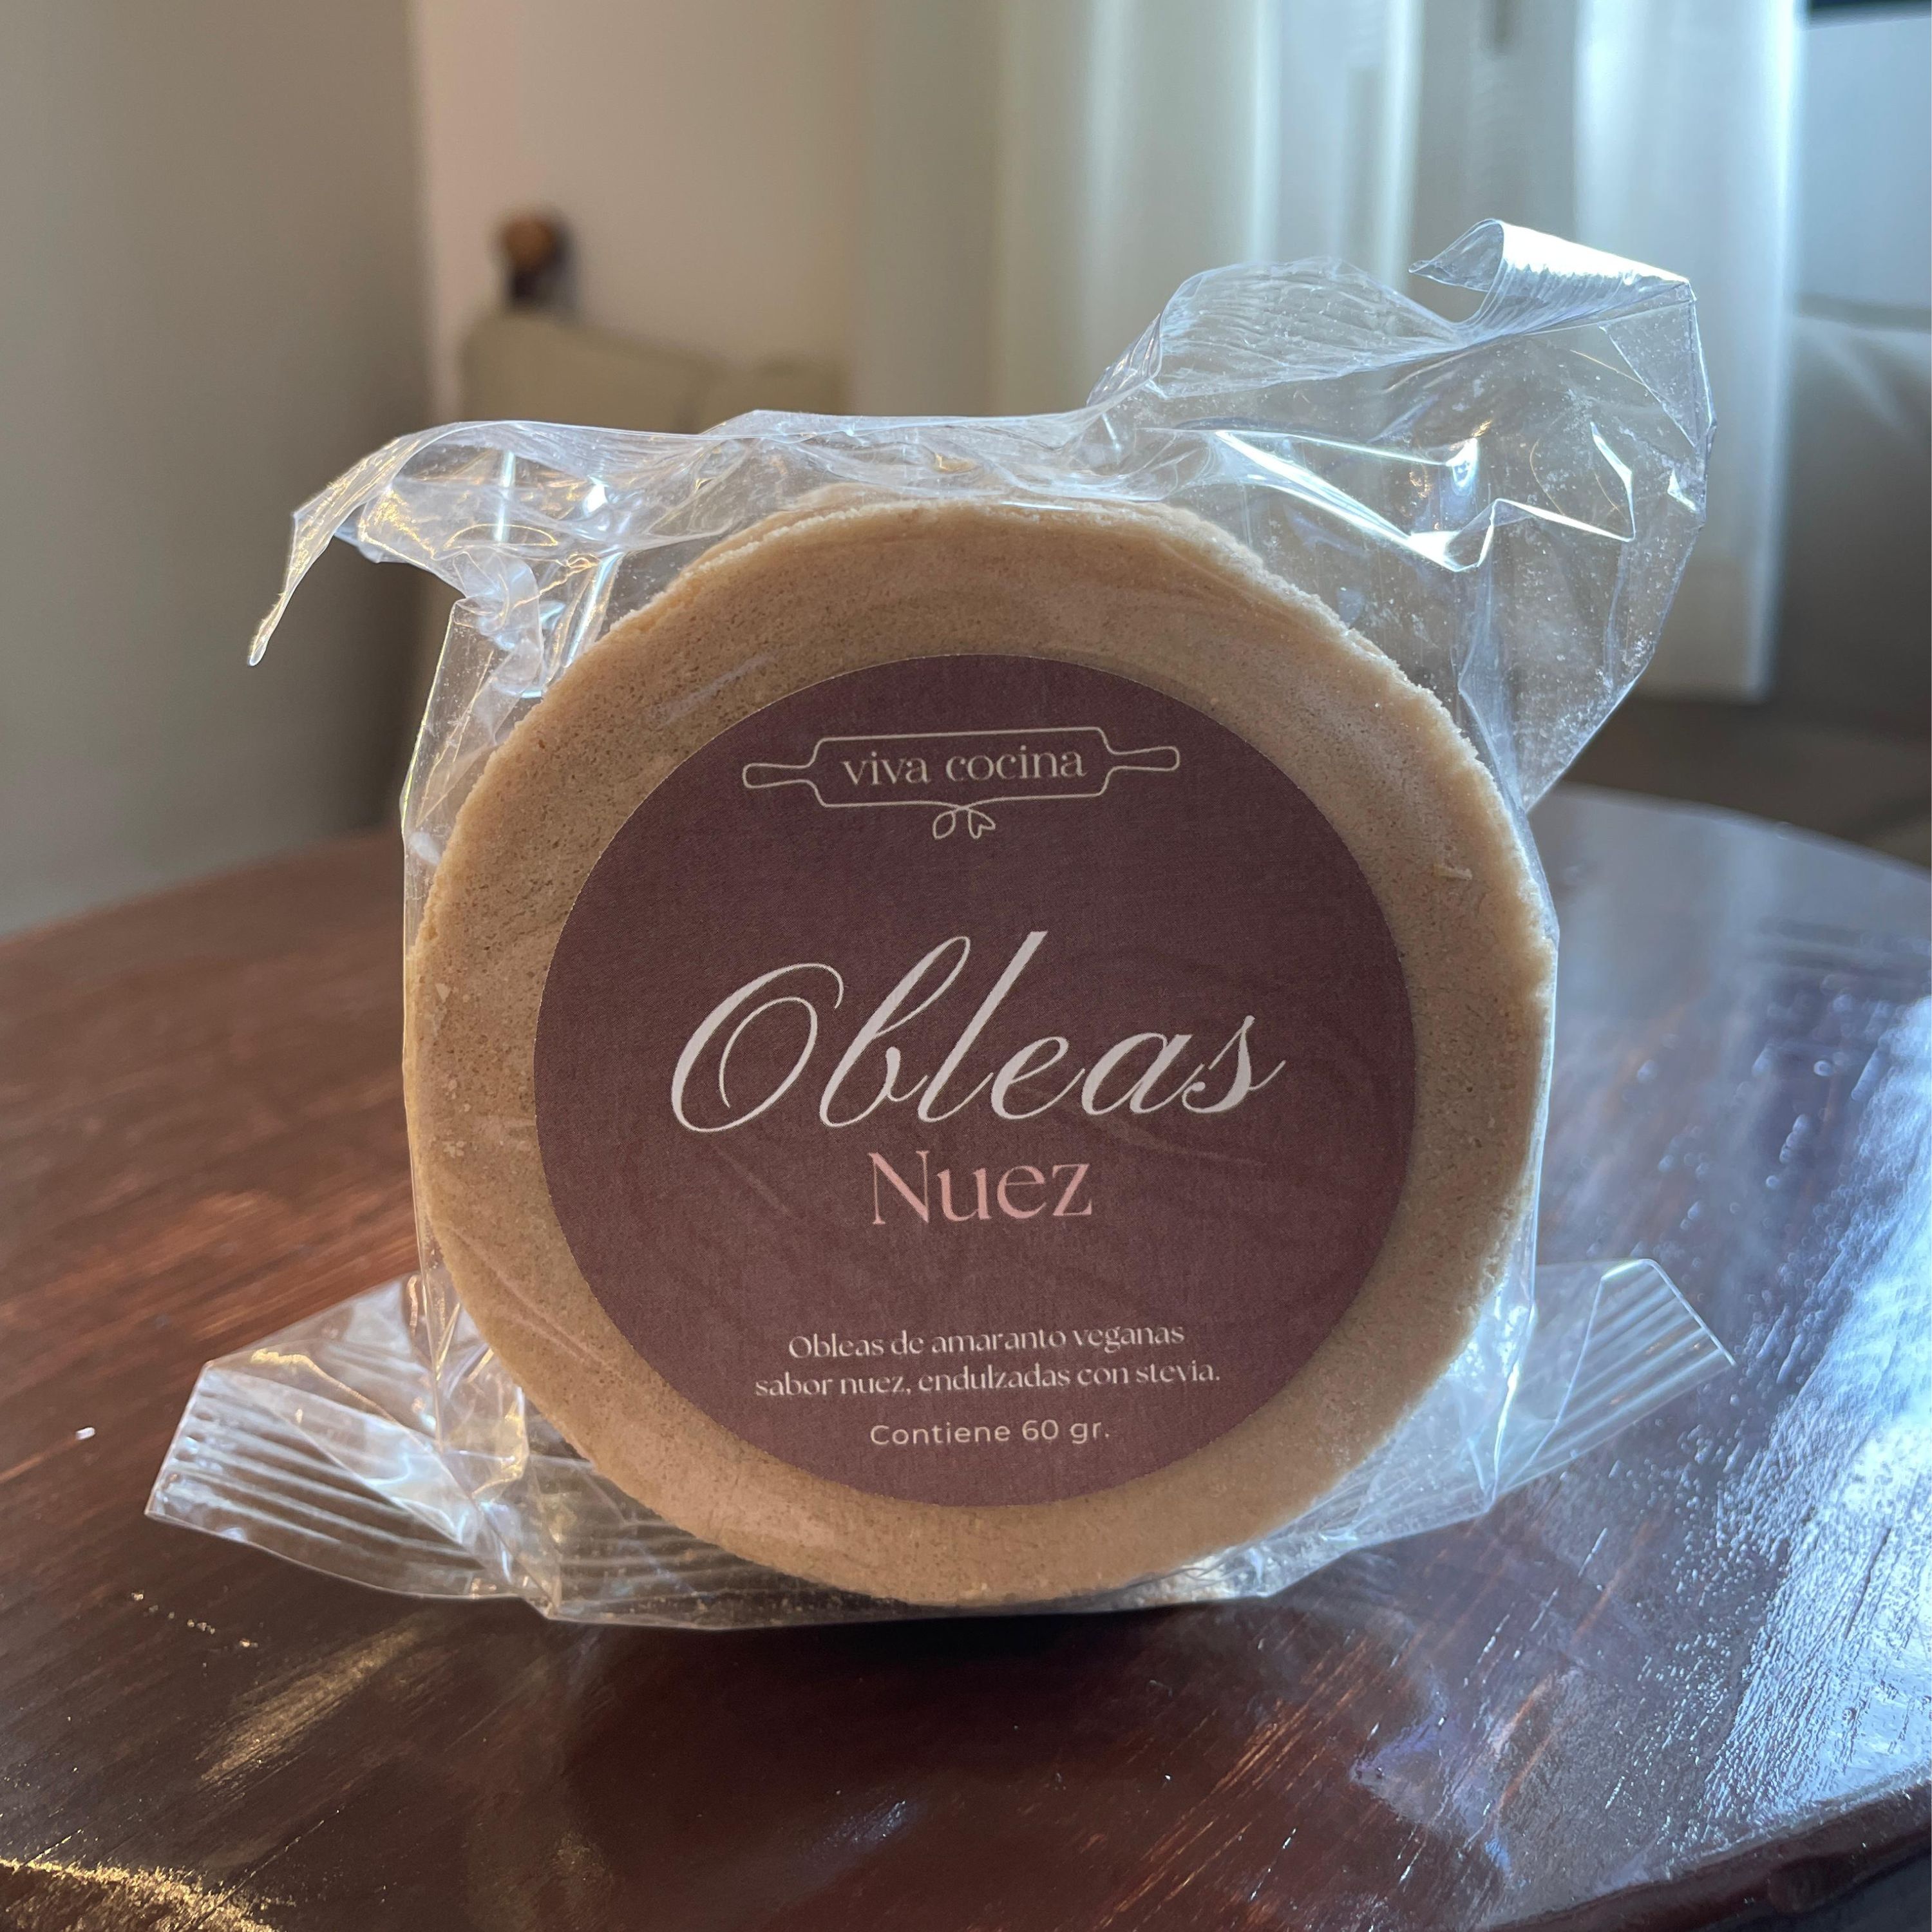 viva cocina
Obleas
Nuez
Obleas de amaranto veganas
sabor nuez, endulzadas con stevia.
Contiene 60 gr.